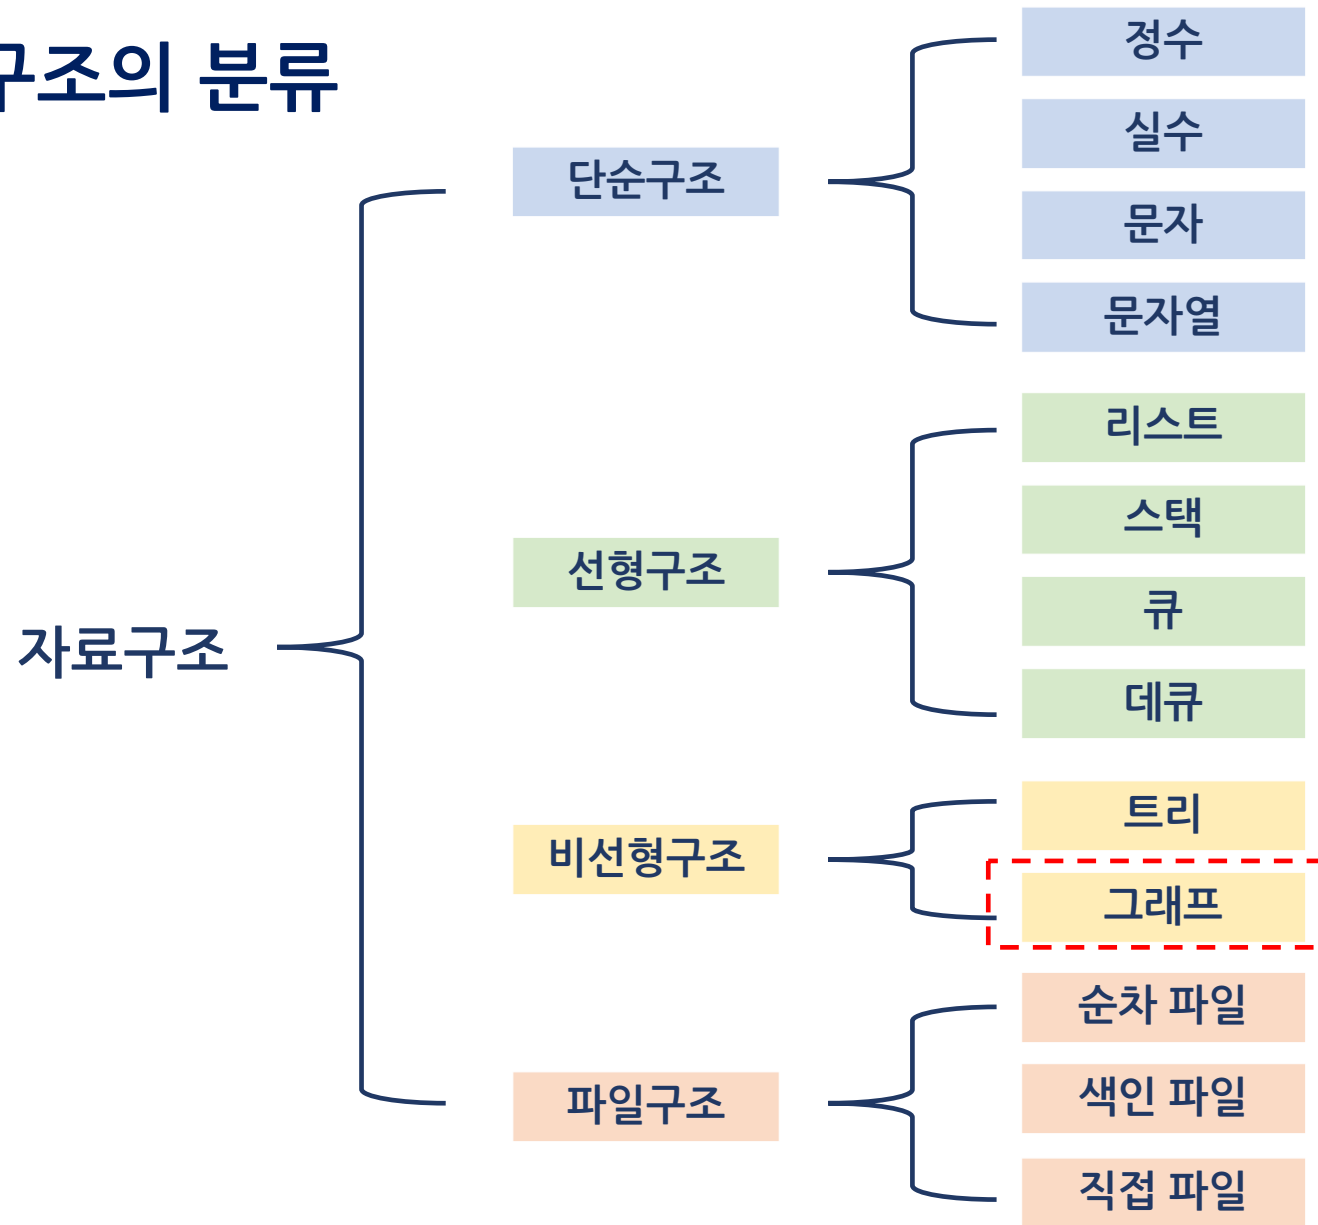 구조의 분류
자료구조
단순구조
정수
실수
문자
문자열
선형구조
리스트
스택
큐
데큐
비선형구조
트리
그래프
파일구조
순차 파일
색인 파일
직접 파일